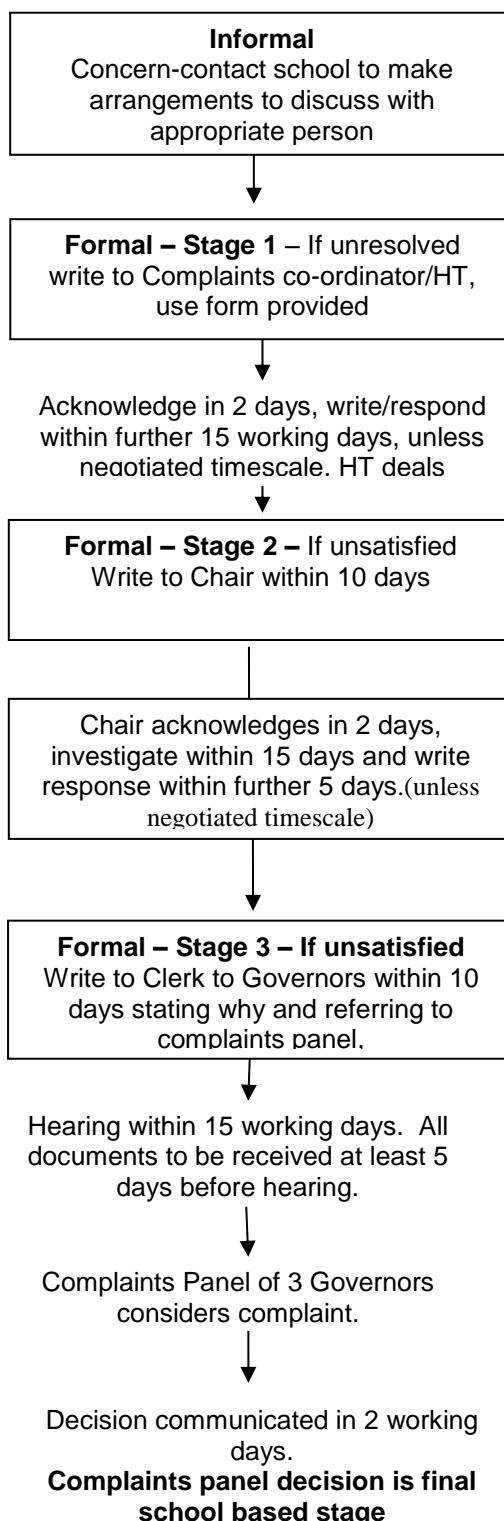 Informal
Concern-contact school to make
arrangements to discuss with
appropriate person
Formal – Stage 1 – If unresolved
write to Complaints co-ordinator/HT,
use form provided
Acknowledge in 2 days, write/respond
within further 15 working days, unless
negotiated timescale. HT deals
Formal – Stage 2 – If unsatisfied
Write to Chair within 10 days
Chair acknowledges in 2 days,
investigate within 15 days and write
response within further 5 days.(unless
negotiated timescale)
Formal – Stage 3 – If unsatisfied
Write to Clerk to Governors within 10
days stating why and referring to
complaints panel,
Hearing within 15 working days.  All
documents to be received at least 5
days before hearing.
Complaints Panel of 3 Governors
considers complaint.
Decision communicated in 2 working
days.
Complaints panel decision is final
school based stage